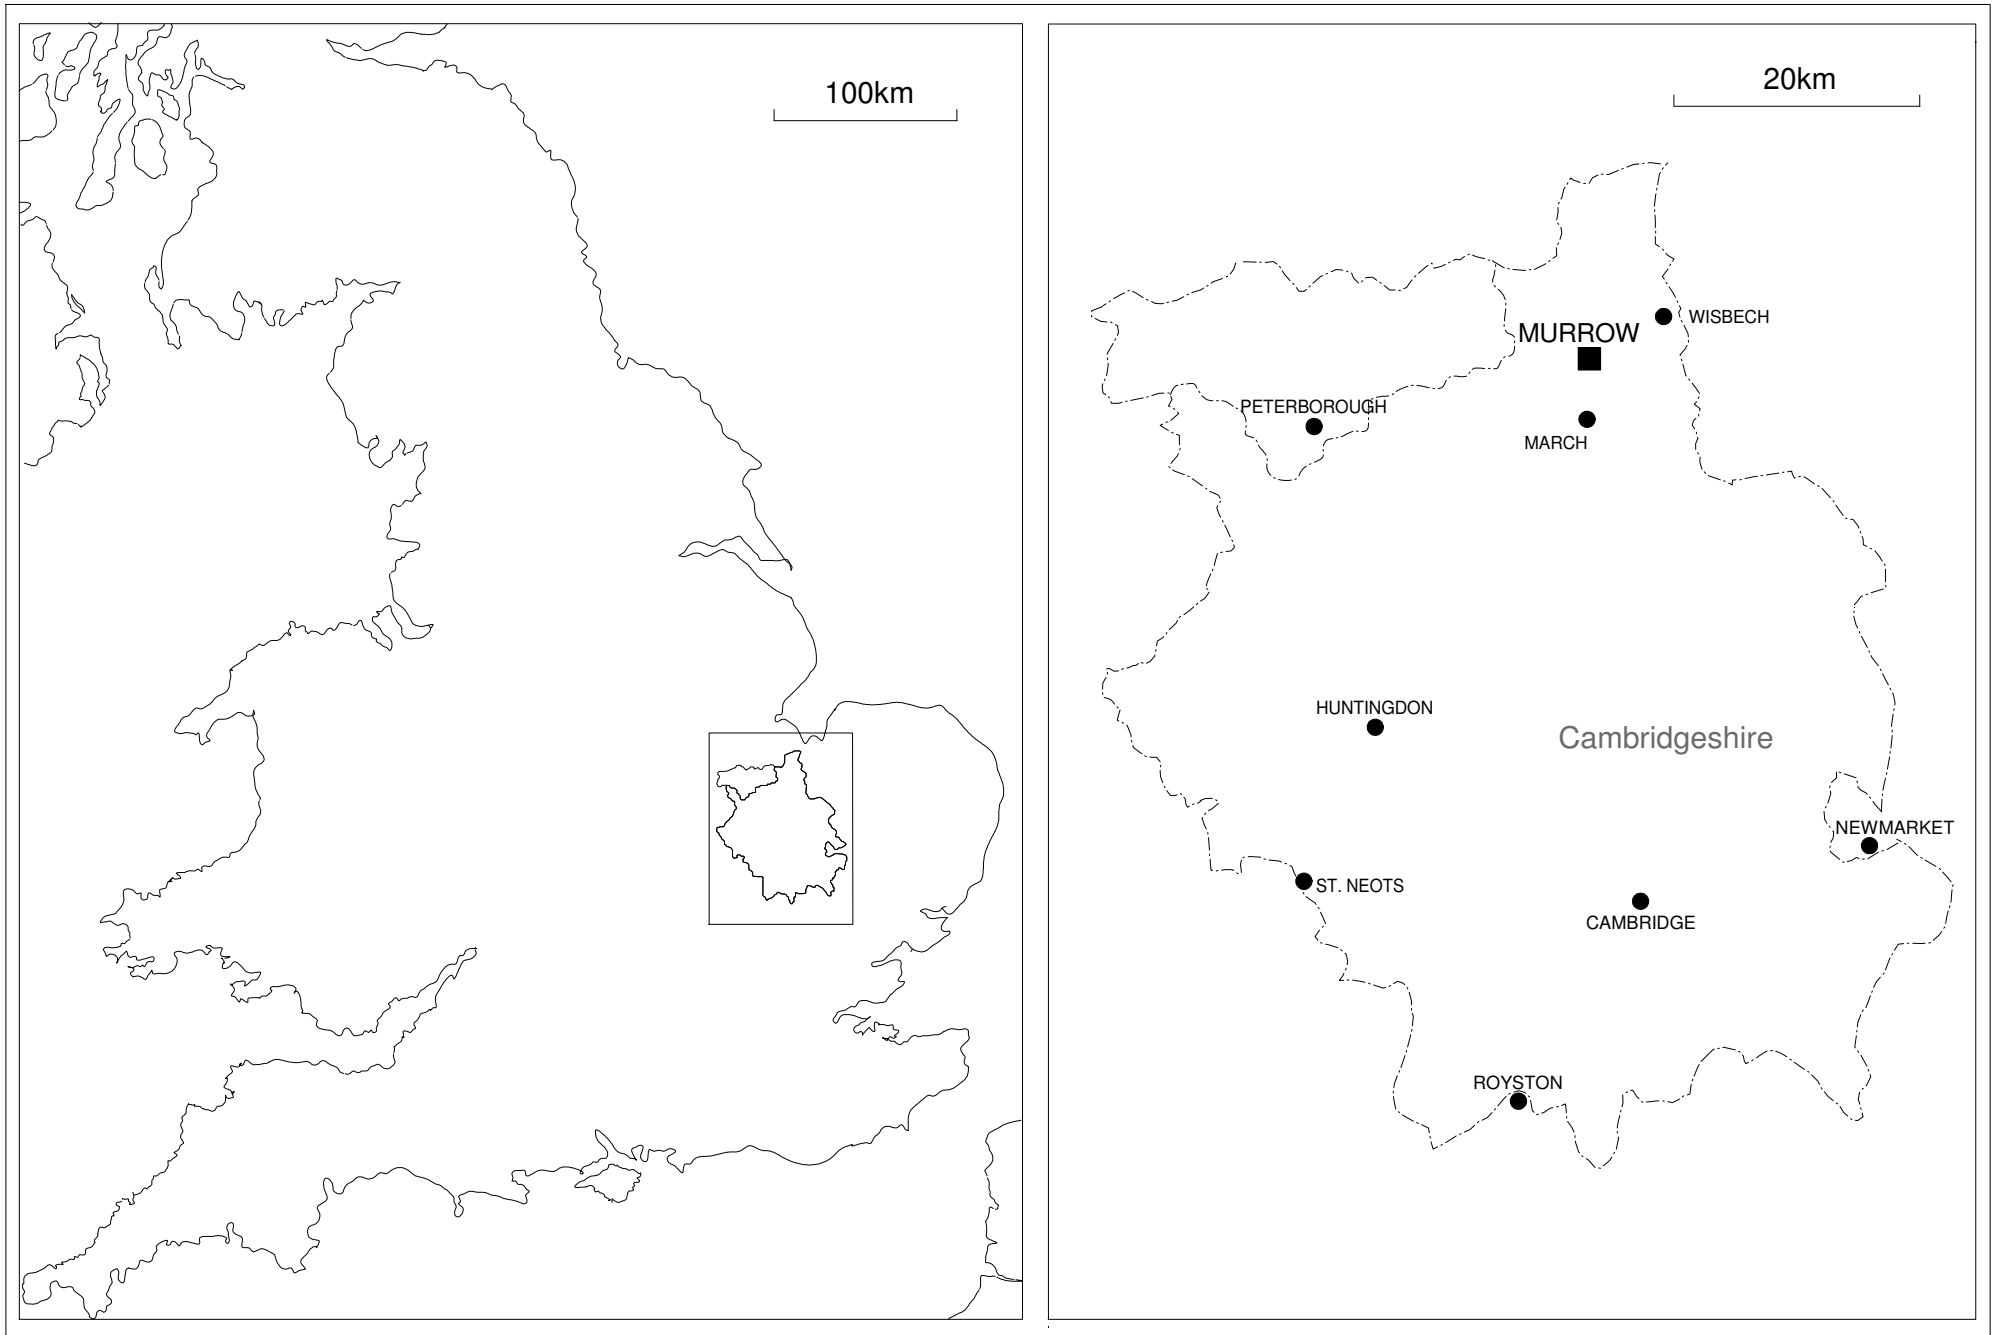 100km
20km
WISBECH
MURROW
PETERBOROUGH
MARCH
HUNTINGDON
Cambridgeshire
NEWMARKET
ST. NEOTS
CAMBRIDGE
ROYSTON